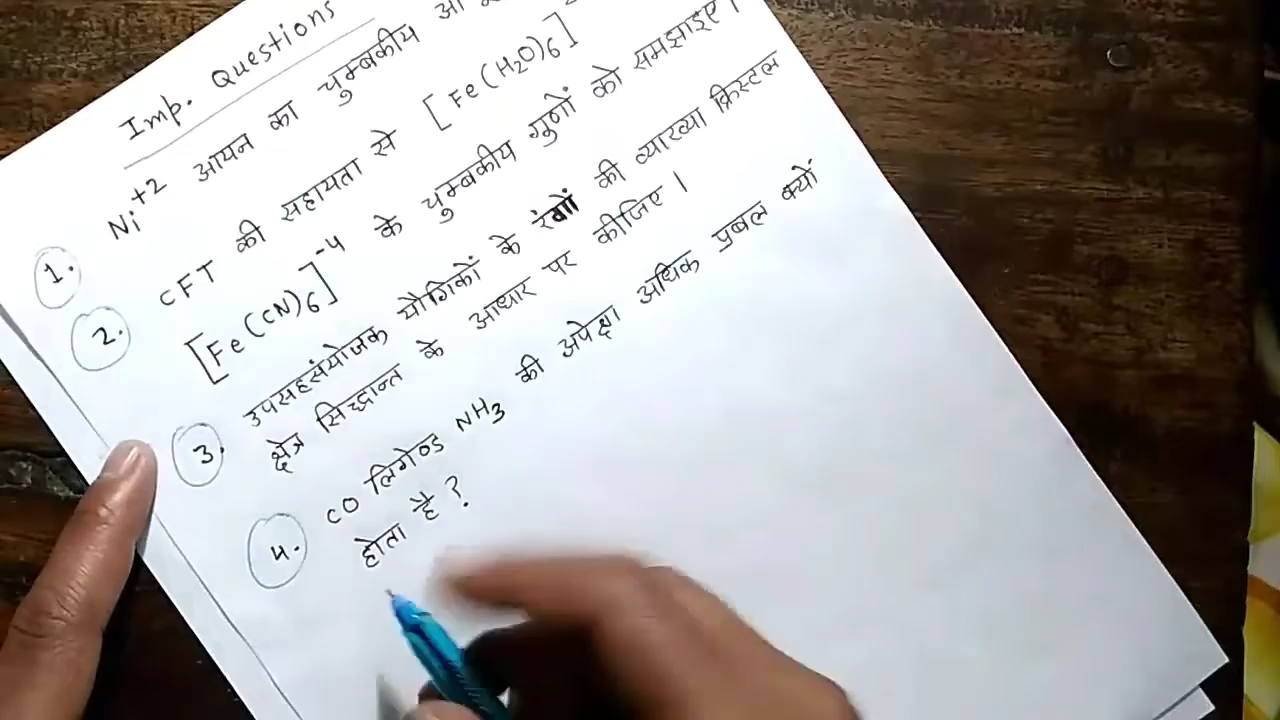 Imp. Questions
1. Ni⁺² आयन का चुम्बकीय
2. CFT की सहायता से [Fe(H₂O)₆]
[Fe(CN)₆]⁻⁴ के चुम्बकीय गुणों को समझाइए।
3. उपसहसंयोजक यौगिकों के रंगों की व्याख्या क्रिस्टल
क्षेत्र सिद्धान्त के आधार पर कीजिए।
4. CO लिगेण्ड NH₃ की अपेक्षा अधिक प्रबल क्यों
होता है ?